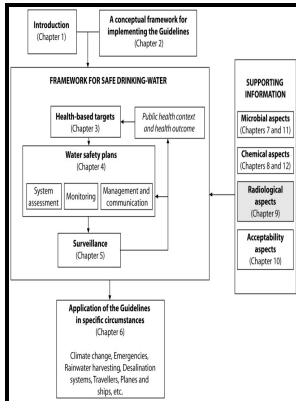 Introduction
(Chapter 1)
A conceptual framework for
implementing the Guidelines
(Chapter 2)
FRAMEWORK FOR SAFE DRINKING-WATER
Health-based targets
(Chapter 3)
Public health context
and health outcome
Water safety plans
(Chapter 4)
System
assessment
Monitoring
Management and
communication
Surveillance
(Chapter 5)
Application of the Guidelines
in specific circumstances
(Chapter 6)
Climate change, Emergencies,
Rainwater harvesting, Desalination
systems, Travellers, Planes and
ships, etc.
SUPPORTING
INFORMATION
Microbial aspects
(Chapters 7 and 11)
Chemical aspects
(Chapters 8 and 12)
Radiological
aspects
(Chapter 9)
Acceptability
aspects
(Chapter 10)